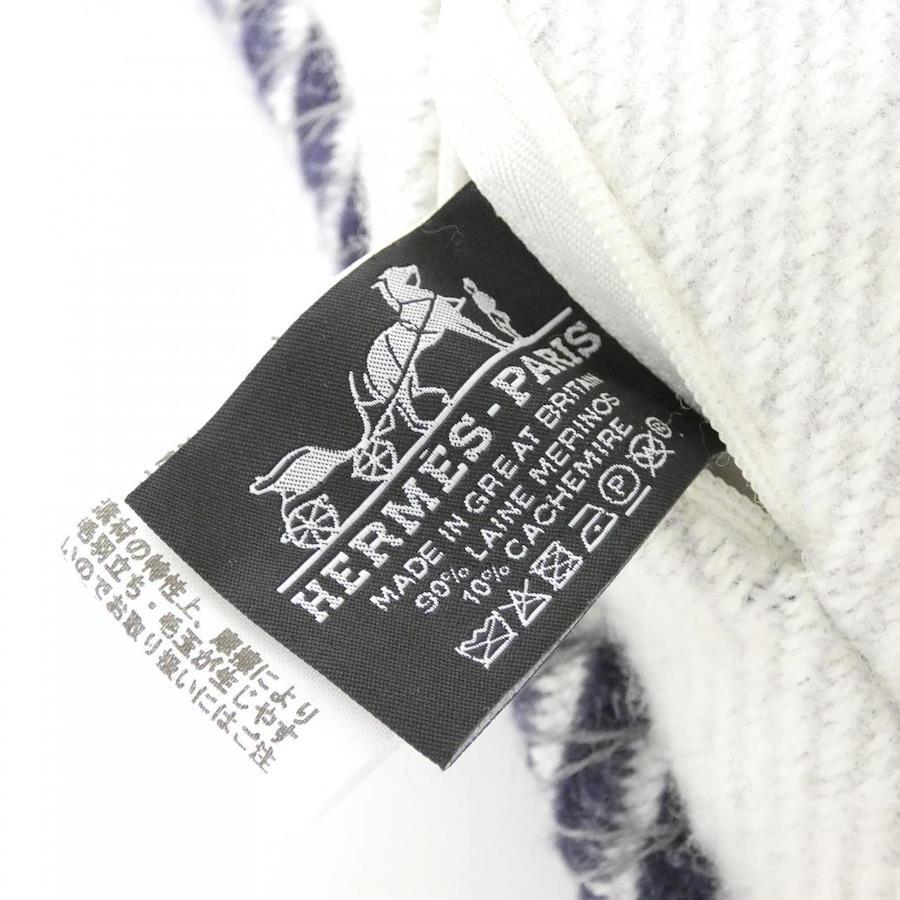 HERMÈS-PARIS
MADE IN GREAT BRITAIN
90% LAINE MERINOS
10% CACHEMIRE
P
®
素材の特性上、摩擦により
毛羽立ち・毛玉が生じやす
いのでお取り扱いにはご注